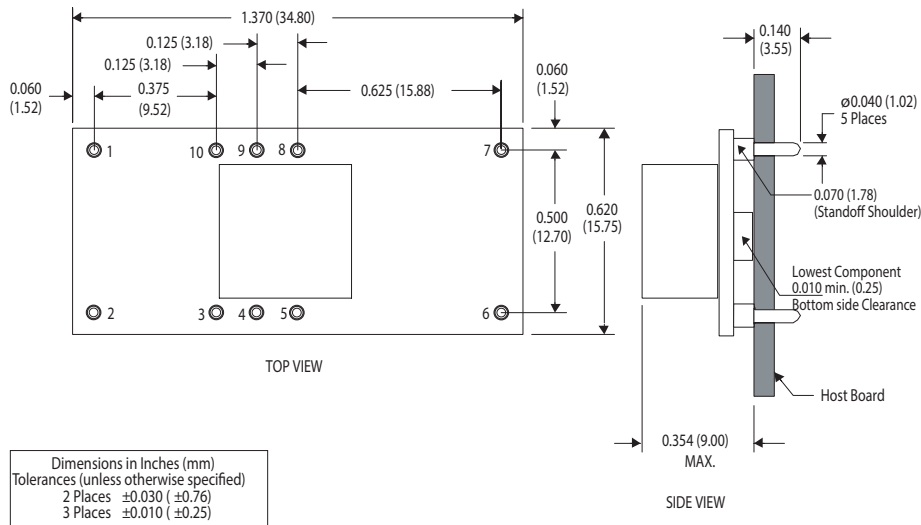 1.370 (34.80)
0.125 (3.18)
0.125 (3.18)
0.060
(1.52)
0.375
(9.52)
0.625 (15.88)
0.060
(1.52)
1
10
9
8
7
0.500
(12.70)
0.620
(15.75)
2
3
4
5
6
TOP VIEW
0.140
(3.55)
ø0.040 (1.02)
5 Places
0.070 (1.78)
(Standoff Shoulder)
Lowest Component
0.010 min. (0.25)
Bottom side Clearance
Host Board
0.354 (9.00)
MAX.
SIDE VIEW
Dimensions in Inches (mm)
Tolerances (unless otherwise specified)
2 Places ±0.030 ( ±0.76)
3 Places ±0.010 ( ±0.25)